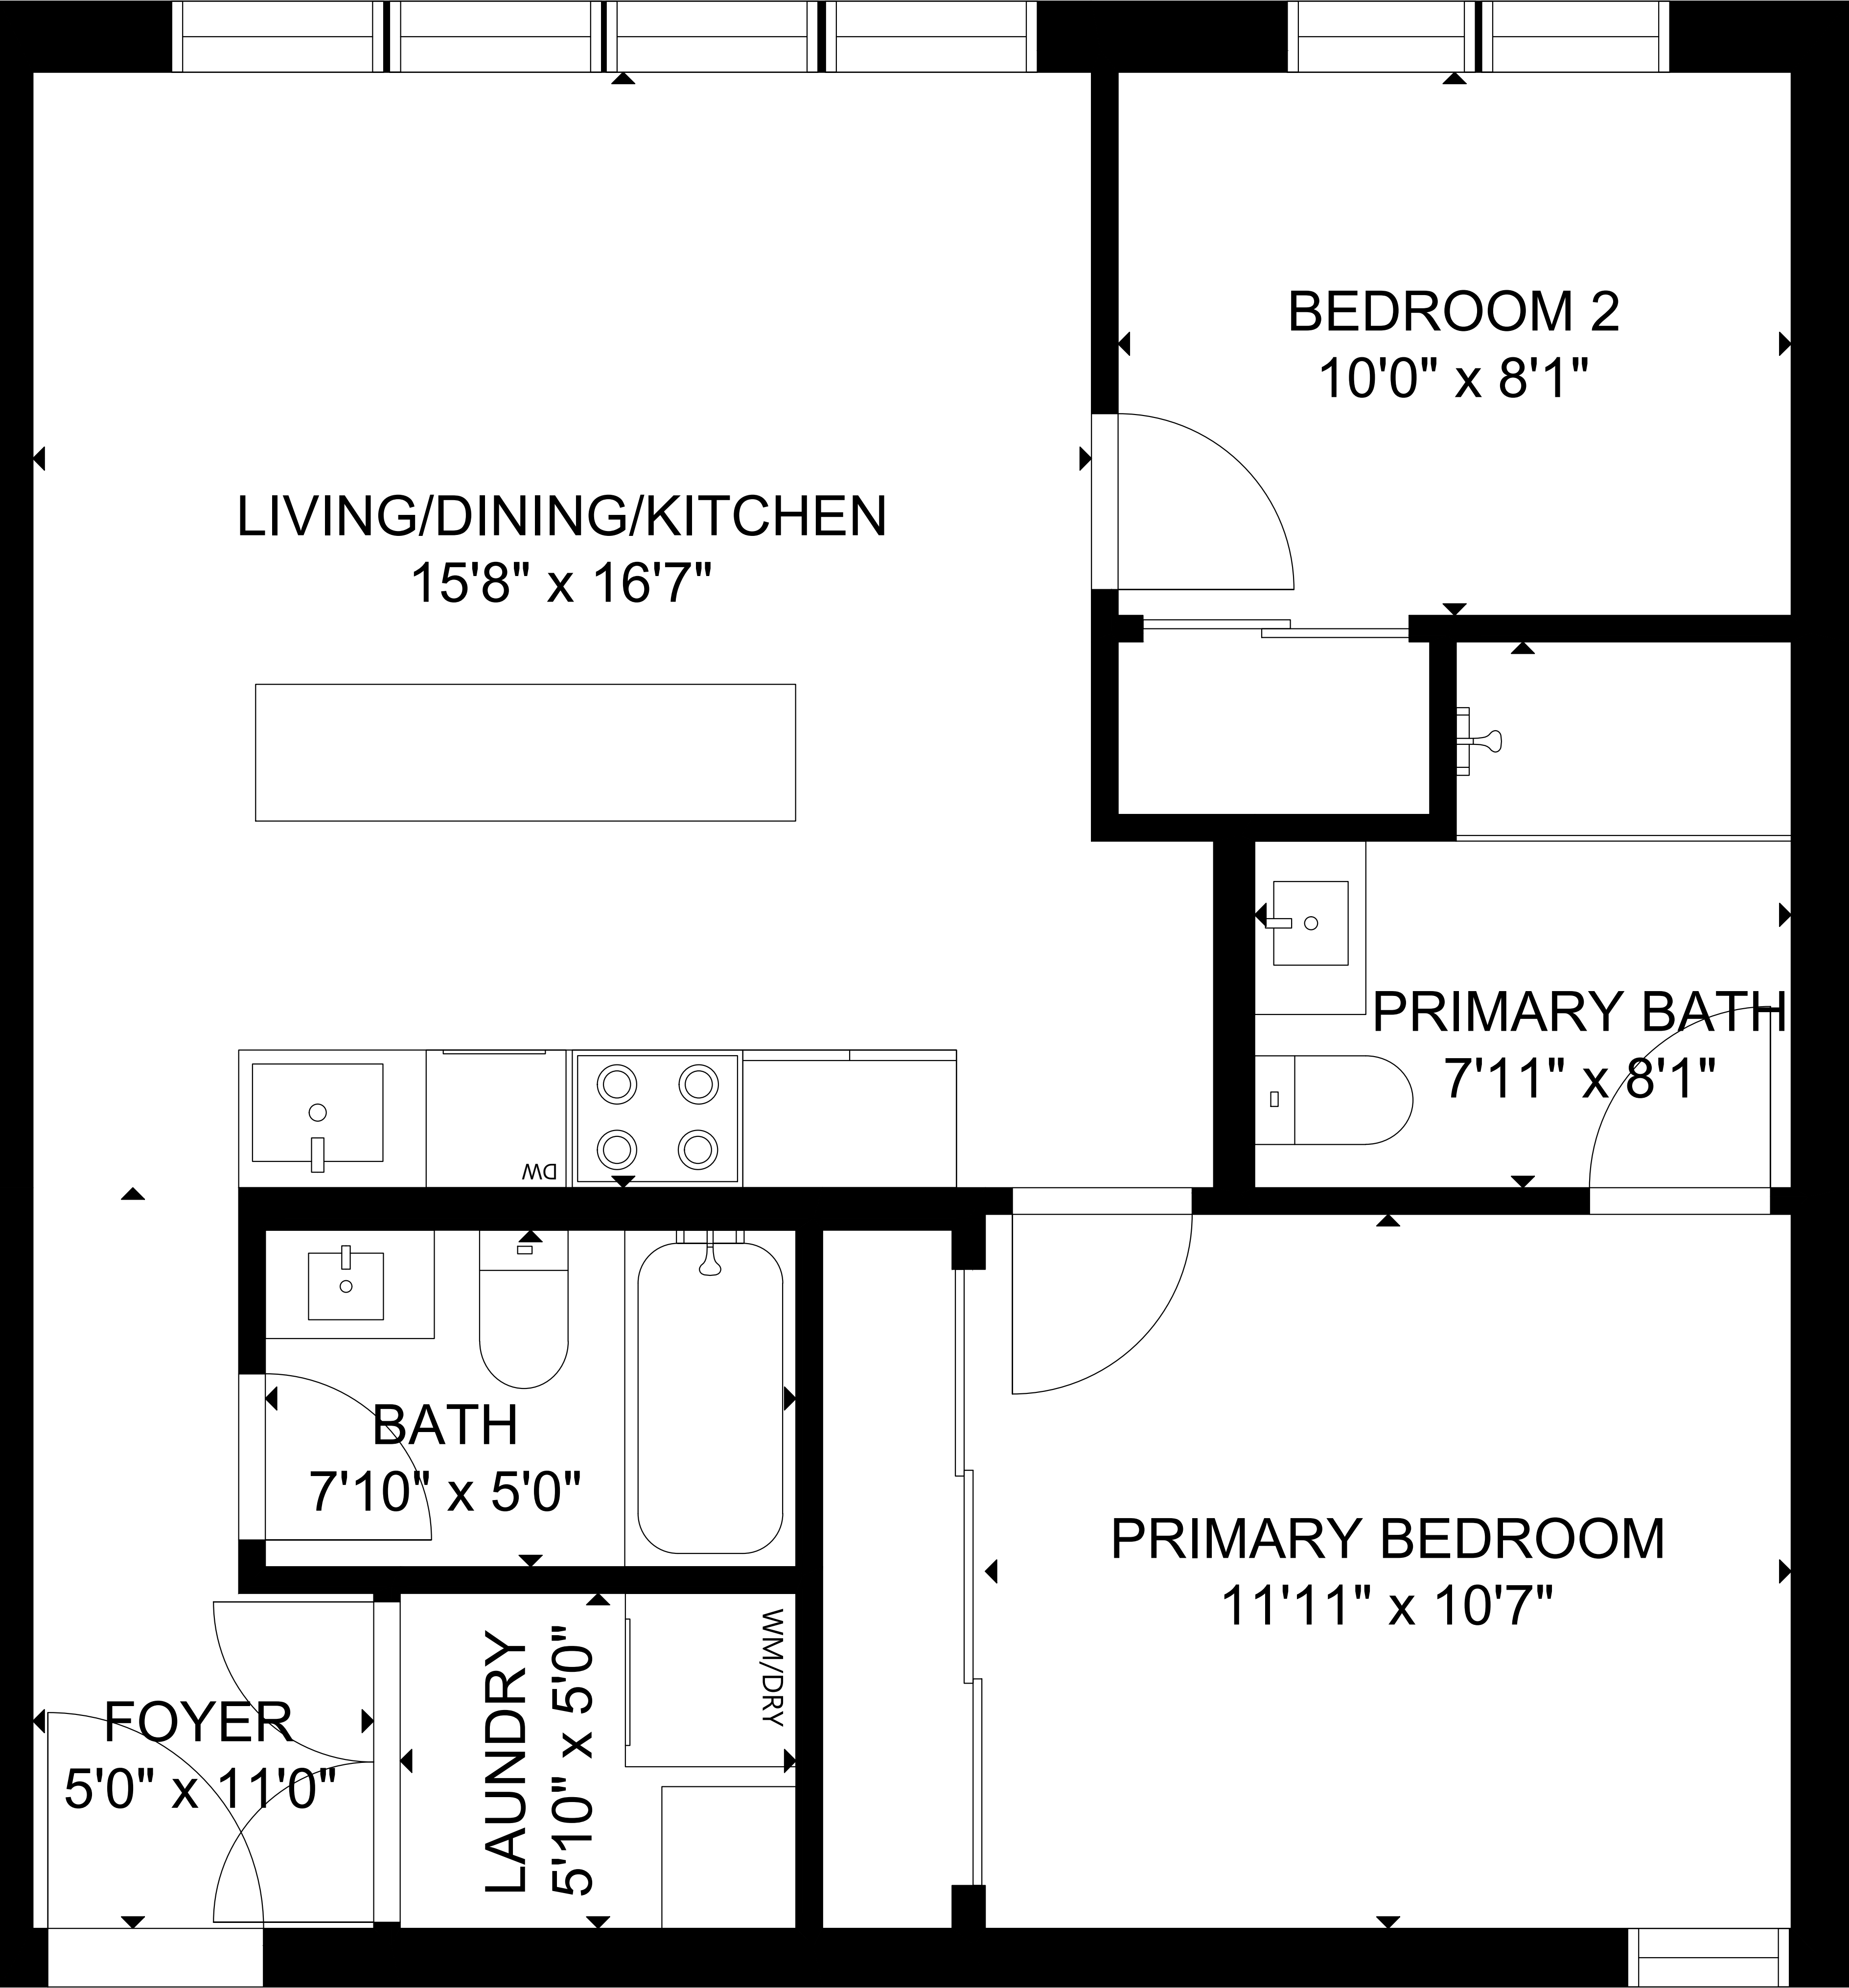 BEDROOM 2
10'0" x 8'1"
LIVING/DINING/KITCHEN
15'8" x 16'7"
PRIMARY BATH
7'11" x 8'1"
DW
BATH
7'10" x 5'0"
PRIMARY BEDROOM
11'11" x 10'7"
WM/DRY
LAUNDRY
5'10" x 5'0"
FOYER
5'0" x 11'0"